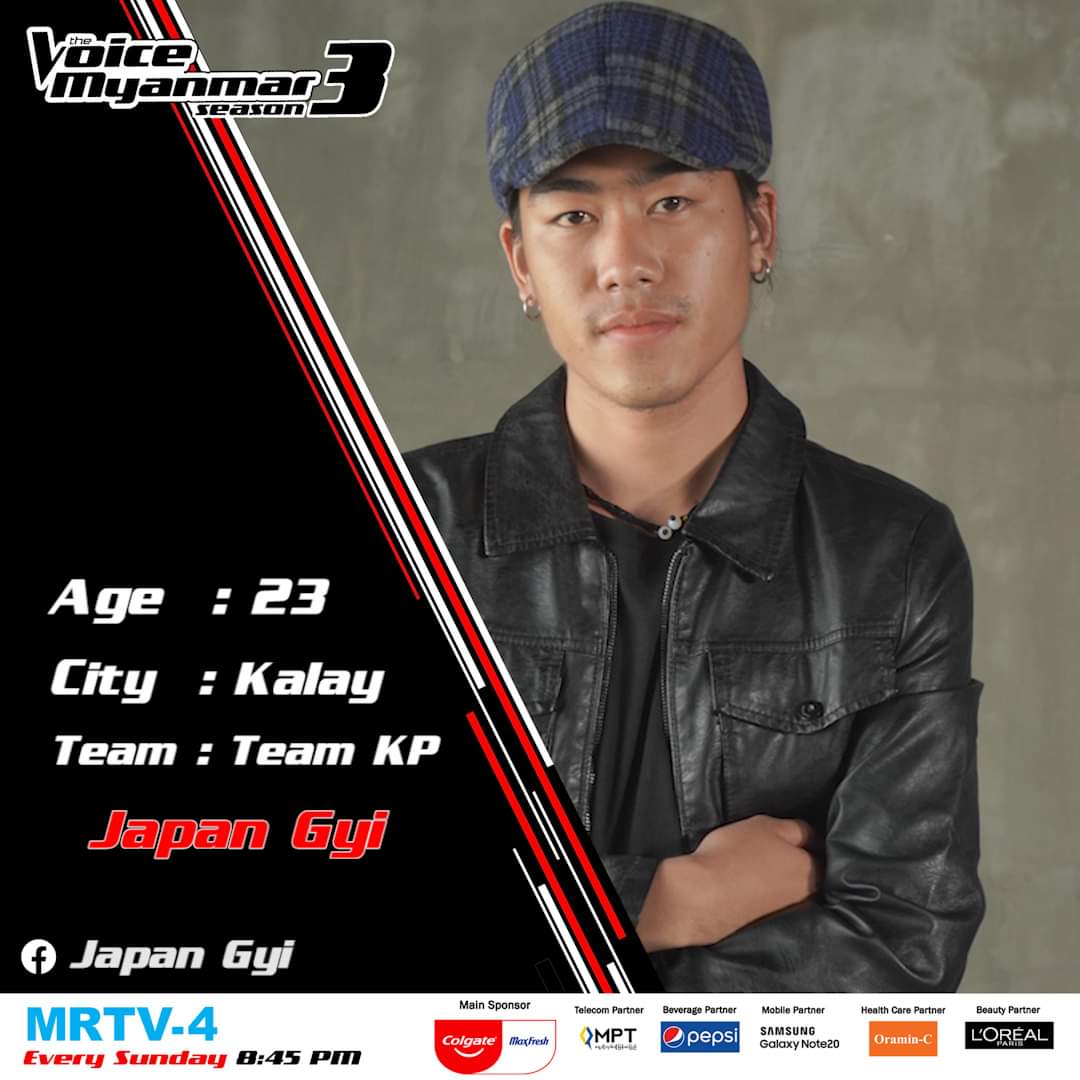 the
Voice
Myanmar
season 3
Age : 23
City : Kalay
Team : Team KP
Japan Gyi
Japan Gyi
MRTV-4
Every Sunday 8:45 PM
Main Sponsor
Colgate MaxFresh
Telecom Partner
MPT
Beverage Partner
pepsi
Mobile Partner
SAMSUNG
Galaxy Note20
Health Care Partner
Oramin-C
Beauty Partner
L'ORÉAL
PARIS